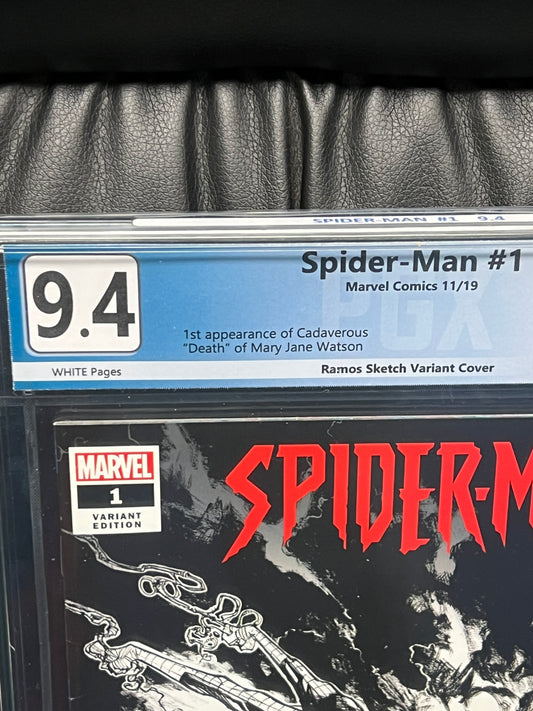 SPIDER-MAN #1 9.4
9.4
Spider-Man #1
Marvel Comics 11/19
PGX
1st appearance of Cadaverous
"Death" of Mary Jane Watson
WHITE Pages
Ramos Sketch Variant Cover
MARVEL
1
VARIANT
EDITION
SPIDER-M